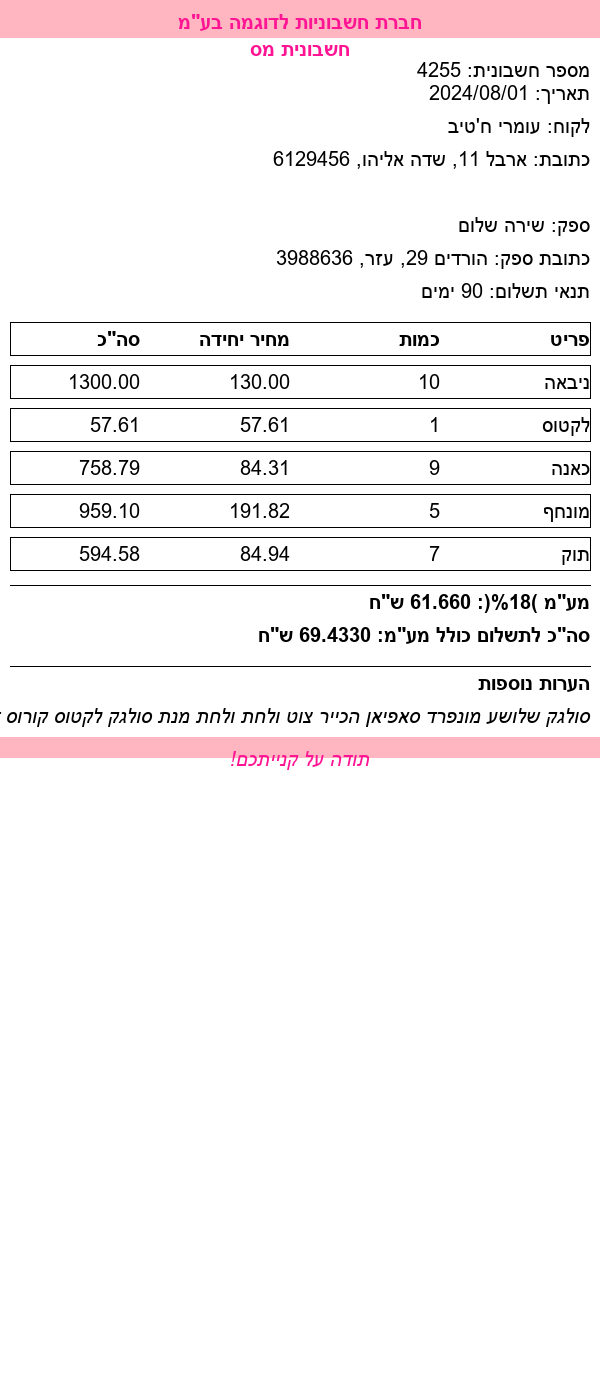 חברת חשבוניות לדוגמה בע"מ
חשבונית מס
מספר חשבונית: 4255
תאריך: 2024/08/01
לקוח: עומרי ח'טיב
כתובת: ארבל 11, שדה אליהו, 6129456
ספק: שירה שלום
כתובת ספק: הורדים 29, עזר, 3988636
תנאי תשלום: 90 ימים
פריט כמות מחיר יחידה סה"כ
ניבאה 10 130.00 1300.00
לקטוס 1 57.61 57.61
כאנה 9 84.31 758.79
מונחף 5 191.82 959.10
תוק 7 84.94 594.58
מע"מ )18%(: 61.660 ש"ח
סה"כ לתשלום כולל מע"מ: 69.4330 ש"ח
הערות נוספות
סולגק שלושע מונפרד סאפיאן הכייר צוט ולחת ולחת מנת סולגק לקטוס קורוס
תודה על קנייתכם!